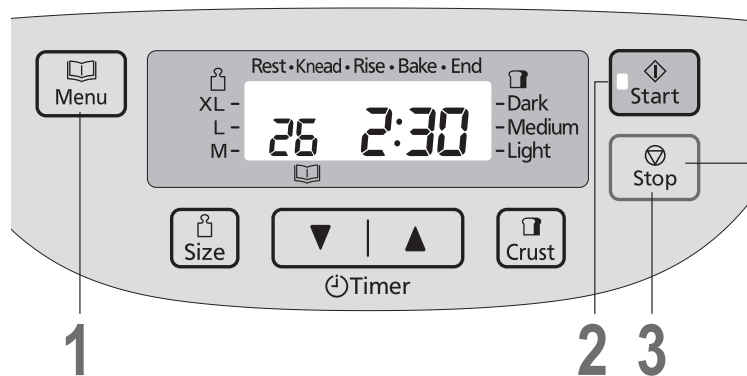 Menu
Rest • Knead • Rise • Bake • End
XL –
L –
M –
26 2:30
– Dark
– Medium
– Light
Start
Stop
Size
▼ | ▲
Timer
Crust
1
2
3